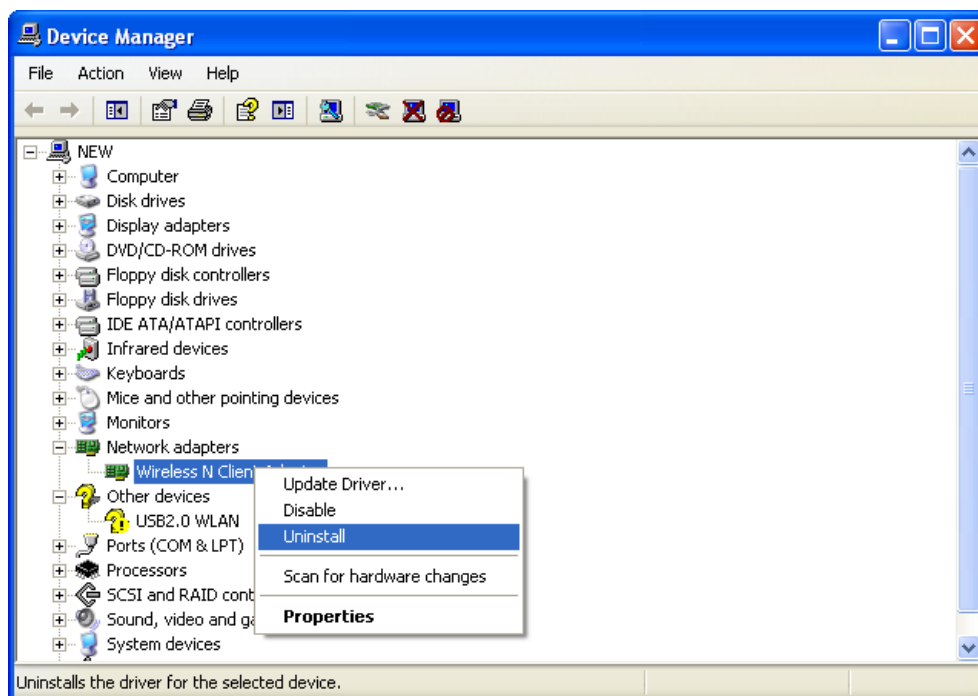 Device Manager
File Action View Help
NEW
Computer
Disk drives
Display adapters
DVD/CD-ROM drives
Floppy disk controllers
Floppy disk drives
IDE ATA/ATAPI controllers
Infrared devices
Keyboards
Mice and other pointing devices
Monitors
Network adapters
Wireless N Client
Other devices
USB2.0 WLAN
Ports (COM & LPT)
Processors
SCSI and RAID cont
Sound, video and ga
System devices
Update Driver...
Disable
Uninstall
Scan for hardware changes
Properties
Uninstalls the driver for the selected device.